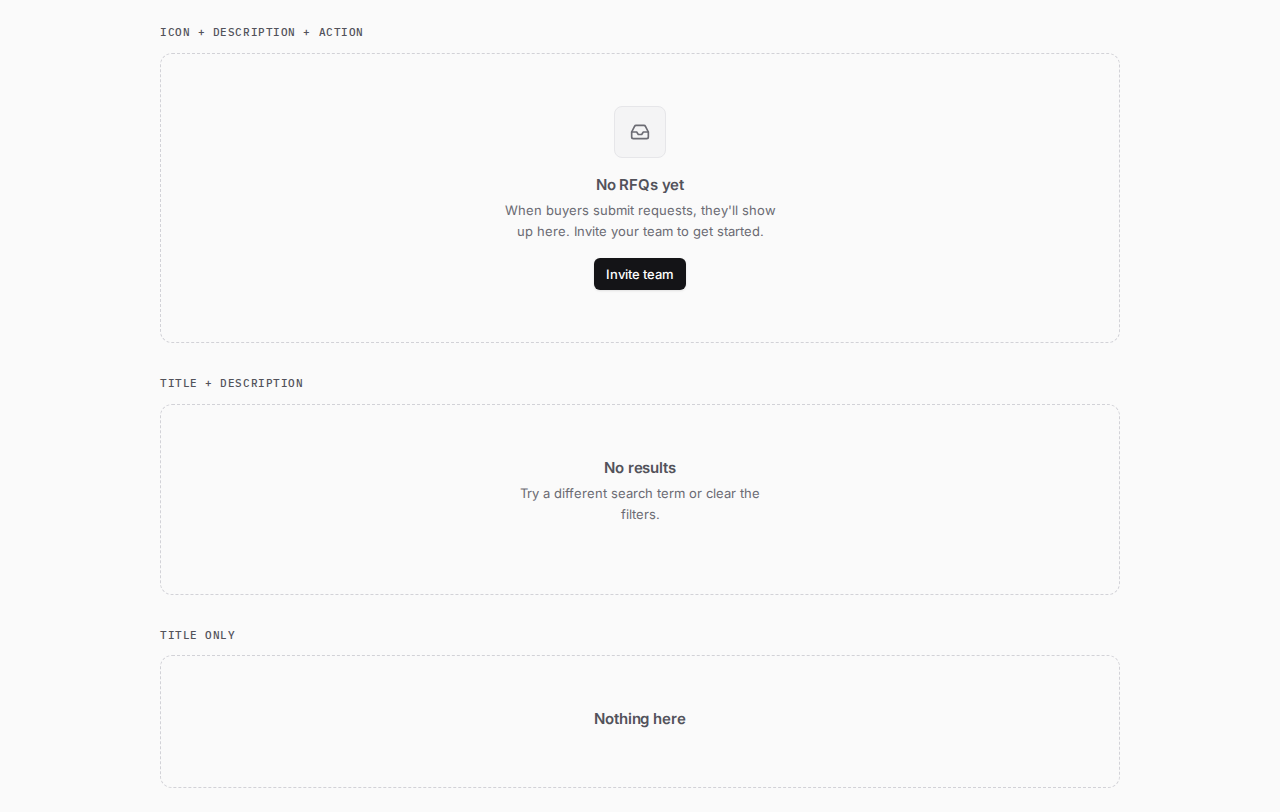 ICON + DESCRIPTION + ACTION
No RFQs yet
When buyers submit requests, they'll show
up here. Invite your team to get started.
Invite team
TITLE + DESCRIPTION
No results
Try a different search term or clear the
filters.
TITLE ONLY
Nothing here